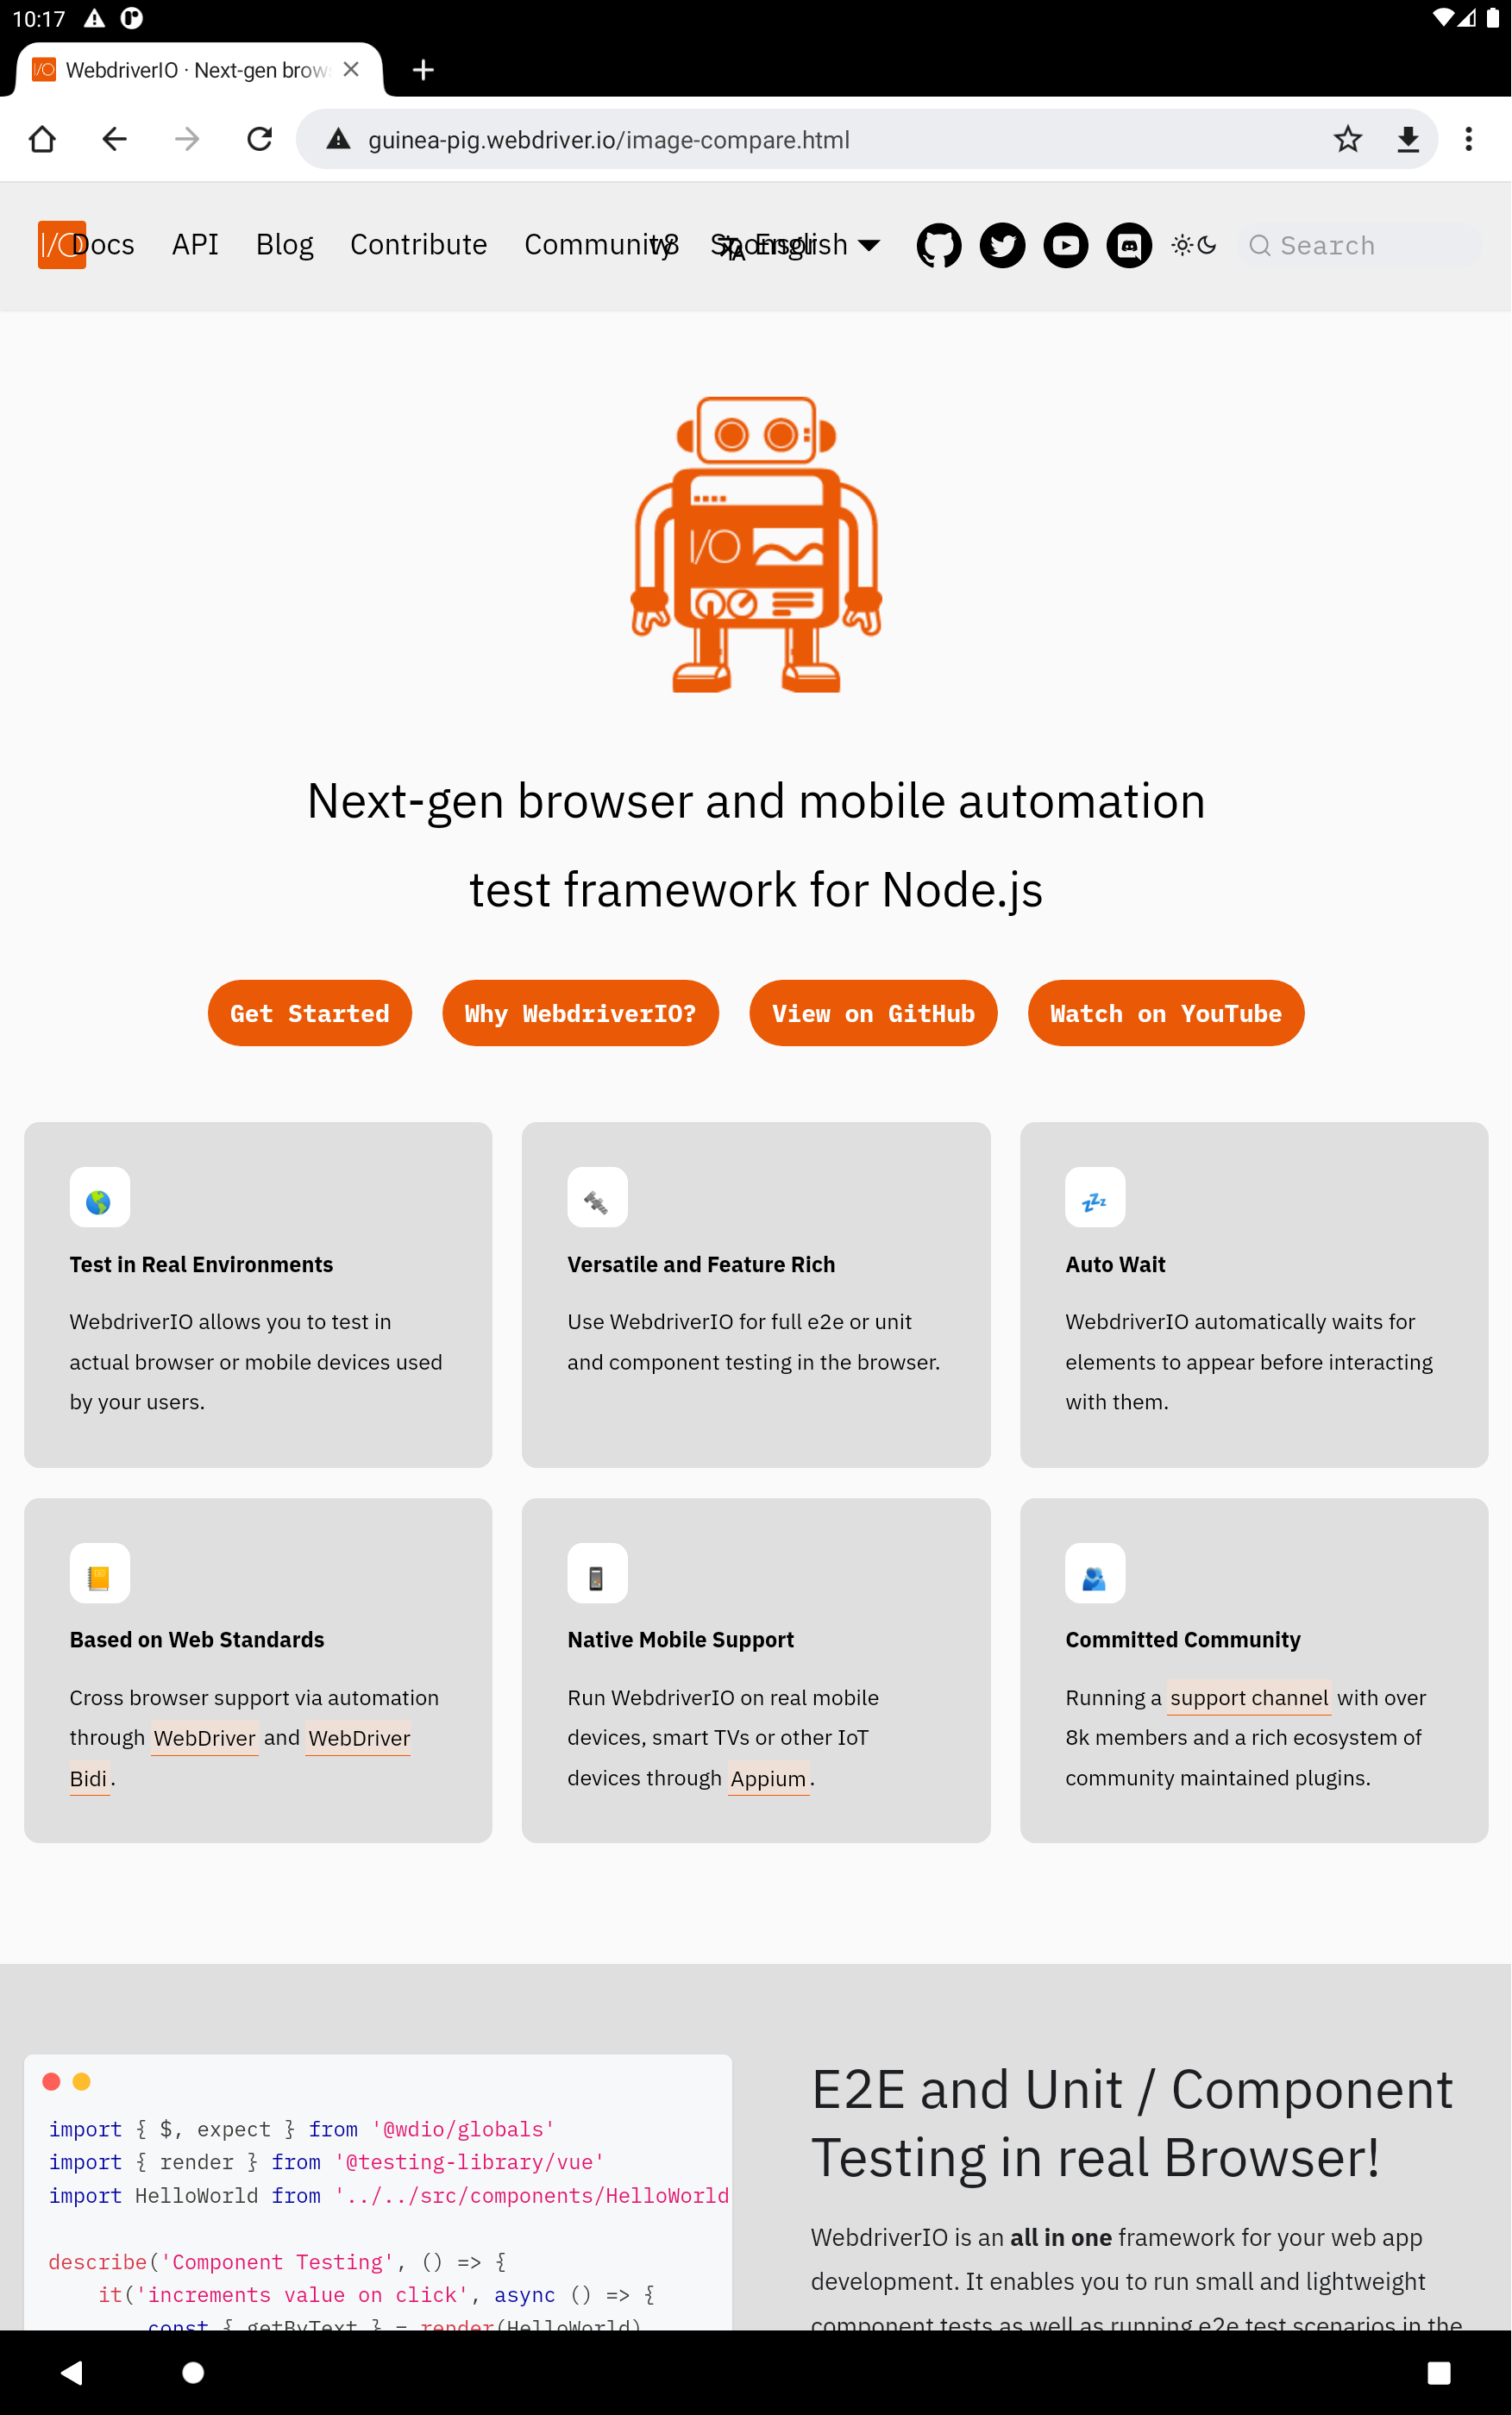 10:17
WebdriverIO · Next-gen brow
guinea-pig.webdriver.io/image-compare.html
I/O Docs API Blog Contribute Community v8 Sponsor English Search
I/O
Next-gen browser and mobile automation
test framework for Node.js
Get Started Why WebdriverIO? View on GitHub Watch on YouTube
Test in Real Environments
WebdriverIO allows you to test in
actual browser or mobile devices used
by your users.
Versatile and Feature Rich
Use WebdriverIO for full e2e or unit
and component testing in the browser.
Auto Wait
WebdriverIO automatically waits for
elements to appear before interacting
with them.
Based on Web Standards
Cross browser support via automation
through WebDriver and WebDriver
Bidi.
Native Mobile Support
Run WebdriverIO on real mobile
devices, smart TVs or other IoT
devices through Appium.
Committed Community
Running a support channel with over
8k members and a rich ecosystem of
community maintained plugins.
import { $, expect } from '@wdio/globals'
import { render } from '@testing-library/vue'
import HelloWorld from '../../src/components/HelloWorld
describe('Component Testing', () => {
it('increments value on click', async () => {
const { getByText } = render(HelloWorld)
E2E and Unit / Component
Testing in real Browser!
WebdriverIO is an all in one framework for your web app
development. It enables you to run small and lightweight
component tests as well as running e2e test scenarios in the